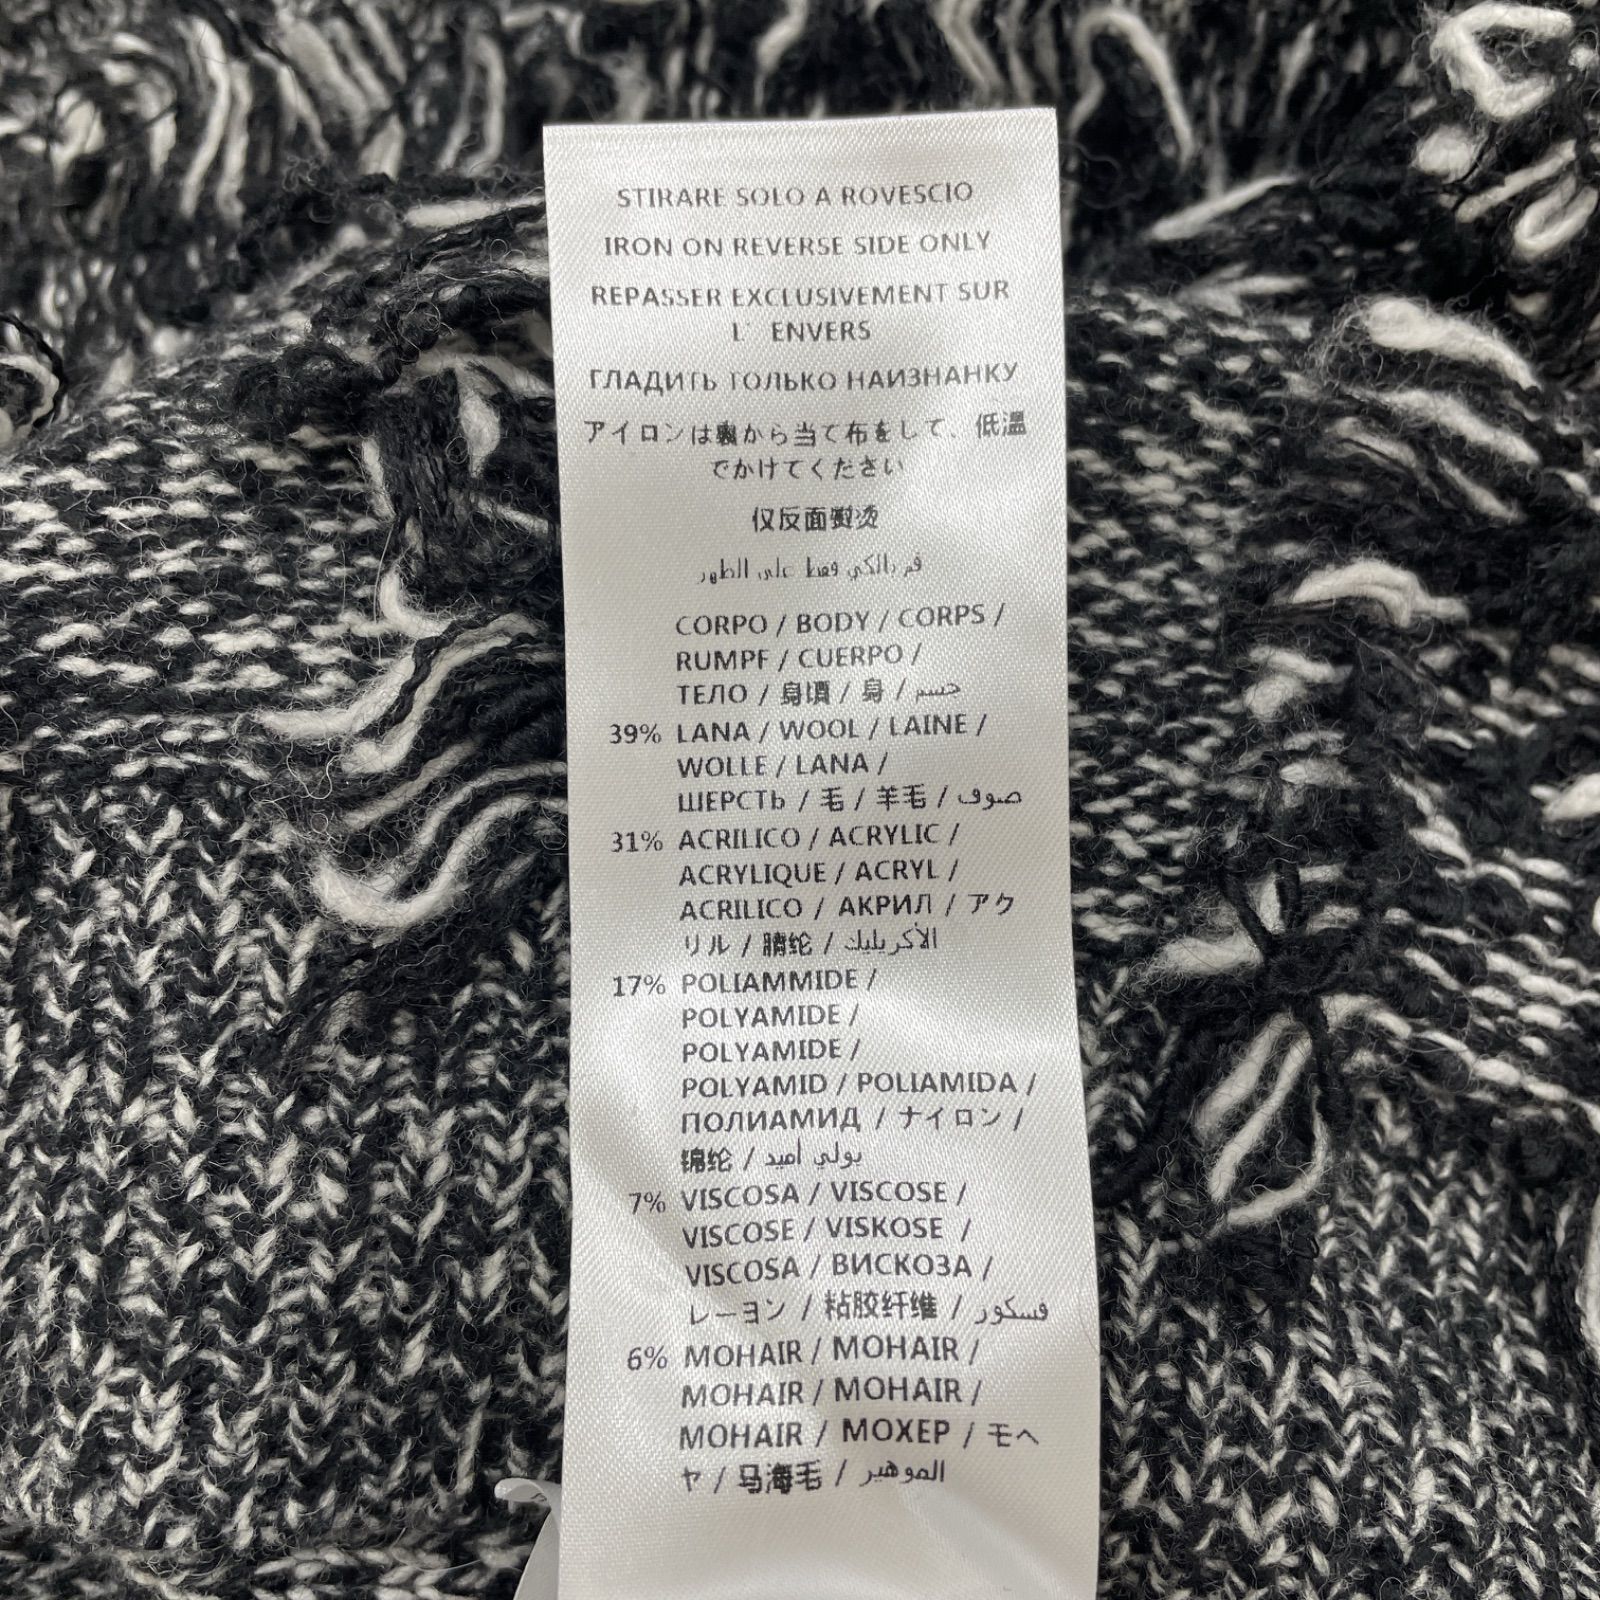 STIRARE SOLO A ROVESCIO
IRON ON REVERSE SIDE ONLY
REPASSER EXCLUSIVEMENT SUR
L' ENVERS
ГЛАДИТЬ ТОЛЬКО НАИЗНАНКУ
アイロンは裏から当て布をして、低温
でかけてください
仅反面熨烫
قم بالكي فقط على الظهر
CORPO / BODY / CORPS /
RUMPF / CUERPO /
ТЕЛО / 身頃 / 身 / جسم
39% LANA / WOOL / LAINE /
WOLLE / LANA /
ШЕРСТЬ / 毛 / 羊毛 / صوف
31% ACRILICO / ACRYLIC /
ACRYLIQUE / ACRYL /
ACRILICO / АКРИЛ / アク
リル / 腈纶 / الأكريليك
17% POLIAMMIDE /
POLYAMIDE /
POLYAMIDE /
POLYAMID / POLIAMIDA /
ПОЛИАМИД / ナイロン /
锦纶 / بولي أميد
7% VISCOSA / VISCOSE /
VISCOSE / VISKOSE /
VISCOSA / ВИСКОЗА /
レーヨン / 粘胶纤维 / فسكور
6% MOHAIR / MOHAIR /
MOHAIR / MOHAIR /
MOHAIR / МОХЕР / モヘ
ヤ / 马海毛 / الموهير